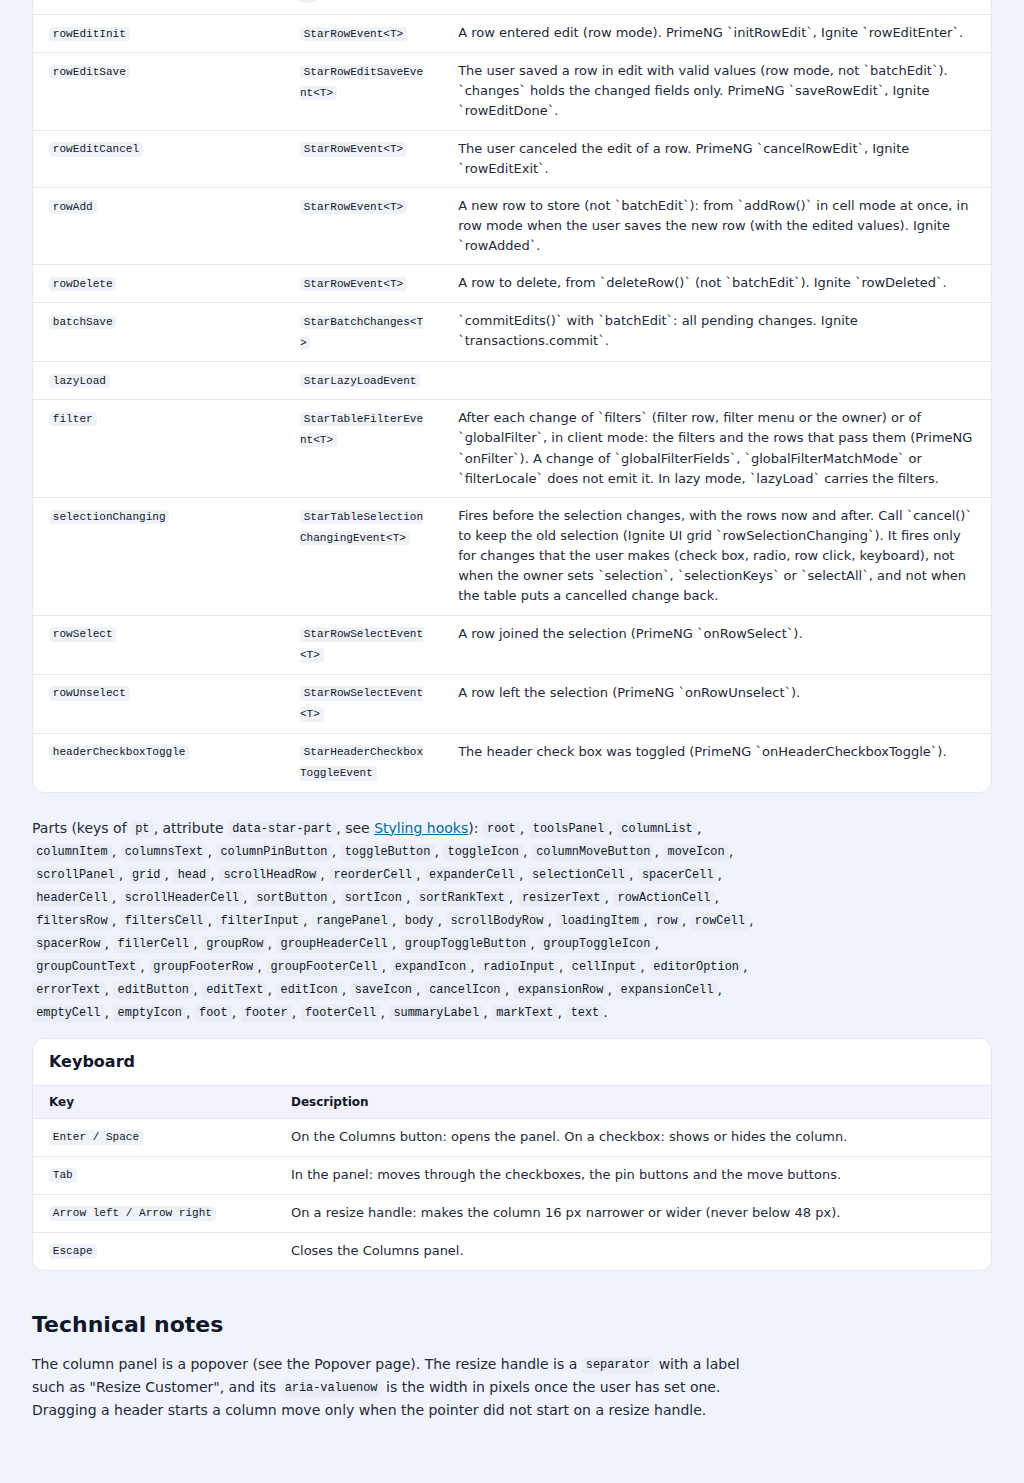 rowEditInit StarRowEvent<T> A row entered edit (row mode). PrimeNG `initRowEdit`, Ignite `rowEditEnter`.
rowEditSave StarRowEditSaveEve The user saved a row in edit with valid values (row mode, not `batchEdit`).
nt<T> `changes` holds the changed fields only. PrimeNG `saveRowEdit`, Ignite
`rowEditDone`.
rowEditCancel StarRowEvent<T> The user canceled the edit of a row. PrimeNG `cancelRowEdit`, Ignite
`rowEditExit`.
rowAdd StarRowEvent<T> A new row to store (not `batchEdit`): from `addRow()` in cell mode at once, in
row mode when the user saves the new row (with the edited values). Ignite
`rowAdded`.
rowDelete StarRowEvent<T> A row to delete, from `deleteRow()` (not `batchEdit`). Ignite `rowDeleted`.
batchSave StarBatchChanges<T `commitEdits()` with `batchEdit`: all pending changes. Ignite
> `transactions.commit`.
lazyLoad StarLazyLoadEvent
filter StarTableFilterEve After each change of `filters` (filter row, filter menu or the owner) or of
nt<T> `globalFilter`, in client mode: the filters and the rows that pass them (PrimeNG
`onFilter`). A change of `globalFilterFields`, `globalFilterMatchMode` or
`filterLocale` does not emit it. In lazy mode, `lazyLoad` carries the filters.
selectionChanging StarTableSelection Fires before the selection changes, with the rows now and after. Call `cancel()`
ChangingEvent<T> to keep the old selection (Ignite UI grid `rowSelectionChanging`). It fires only
for changes that the user makes (check box, radio, row click, keyboard), not
when the owner sets `selection`, `selectionKeys` or `selectAll`, and not when
the table puts a cancelled change back.
rowSelect StarRowSelectEvent A row joined the selection (PrimeNG `onRowSelect`).
<T>
rowUnselect StarRowSelectEvent A row left the selection (PrimeNG `onRowUnselect`).
<T>
headerCheckboxToggle StarHeaderCheckbox The header check box was toggled (PrimeNG `onHeaderCheckboxToggle`).
ToggleEvent
Parts (keys of pt, attribute data-star-part, see Styling hooks): root, toolsPanel, columnList,
columnItem, columnsText, columnPinButton, toggleButton, toggleIcon, columnMoveButton, moveIcon,
scrollPanel, grid, head, scrollHeadRow, reorderCell, expanderCell, selectionCell, spacerCell,
headerCell, scrollHeaderCell, sortButton, sortIcon, sortRankText, resizerText, rowActionCell,
filtersRow, filtersCell, filterInput, rangePanel, body, scrollBodyRow, loadingItem, row, rowCell,
spacerRow, fillerCell, groupRow, groupHeaderCell, groupToggleButton, groupToggleIcon,
groupCountText, groupFooterRow, groupFooterCell, expandIcon, radioInput, cellInput, editorOption,
errorText, editButton, editText, editIcon, saveIcon, cancelIcon, expansionRow, expansionCell,
emptyCell, emptyIcon, foot, footer, footerCell, summaryLabel, markText, text.
Keyboard
Key Description
Enter / Space On the Columns button: opens the panel. On a checkbox: shows or hides the column.
Tab In the panel: moves through the checkboxes, the pin buttons and the move buttons.
Arrow left / Arrow right On a resize handle: makes the column 16 px narrower or wider (never below 48 px).
Escape Closes the Columns panel.
Technical notes
The column panel is a popover (see the Popover page). The resize handle is a separator with a label
such as "Resize Customer", and its aria-valuenow is the width in pixels once the user has set one.
Dragging a header starts a column move only when the pointer did not start on a resize handle.